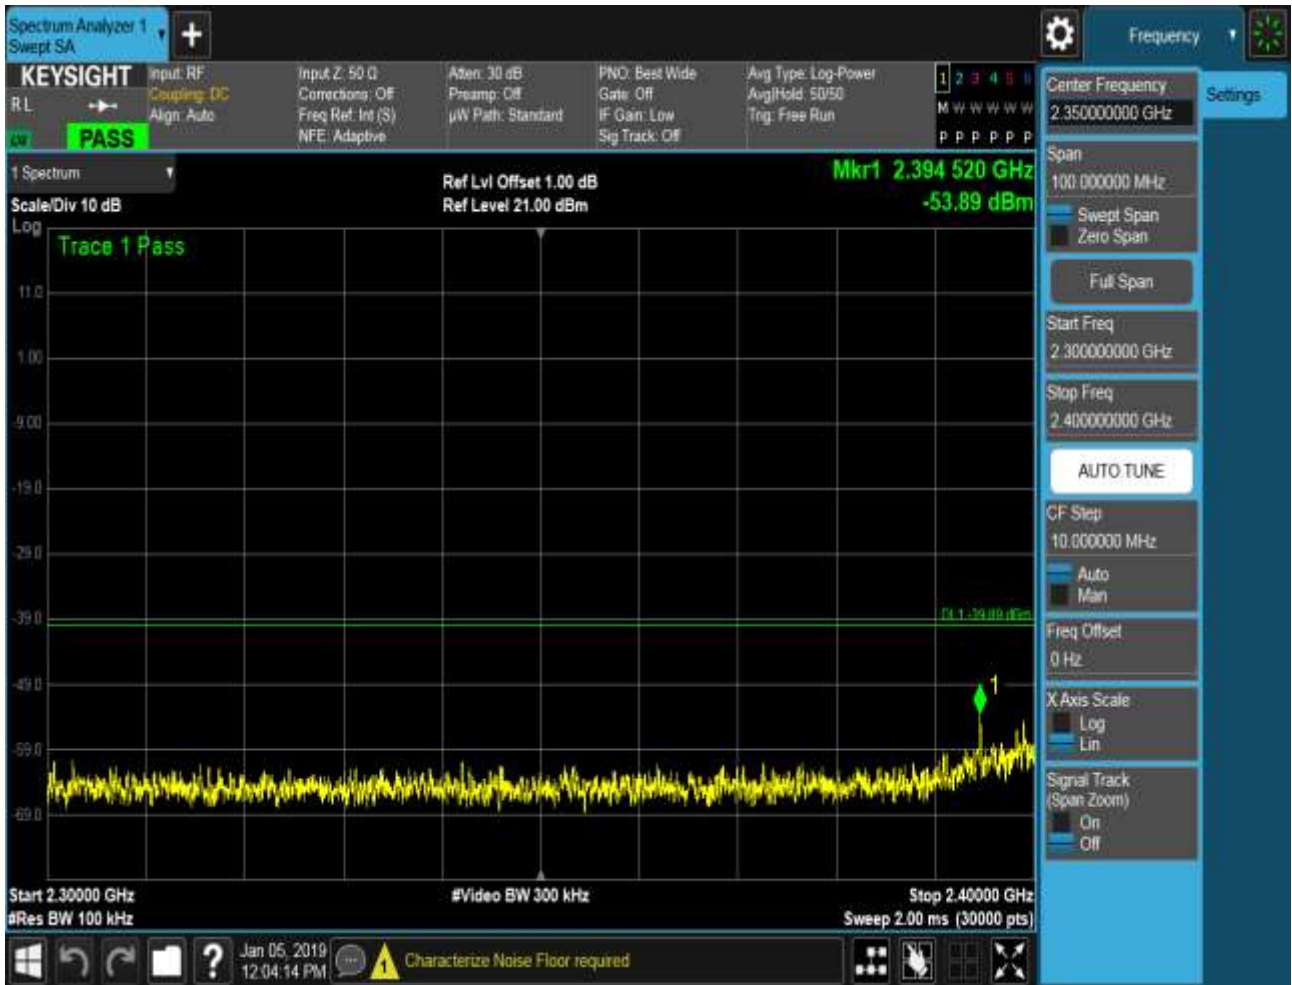 Spectrum Analyzer 1
Swept SA
Frequency
KEYSIGHT
Input: RF
Coupling: DC
Align: Auto
Input Z: 50 Ω
Corrections: Off
Freq Ref: Int (S)
NFE: Adaptive
Atten: 30 dB
Preamp: Off
µW Path: Standard
PNO: Best Wide
Gate: Off
IF Gain: Low
Sig Track: Off
Avg Type: Log-Power
Avg|Hold: 50/50
Trig: Free Run
1 2 3 4 5 6
M W W W W W
P P P P P P
R L
PASS
Center Frequency
2.350000000 GHz
Settings
Span
100.000000 MHz
Swept Span
Zero Span
Full Span
Start Freq
2.300000000 GHz
Stop Freq
2.400000000 GHz
AUTO TUNE
CF Step
10.000000 MHz
Auto
Man
Freq Offset
0 Hz
X Axis Scale
Log
Lin
Signal Track
(Span Zoom)
On
Off
1 Spectrum
Scale/Div 10 dB
Log
Ref Lvl Offset 1.00 dB
Ref Level 21.00 dBm
Mkr1 2.394 520 GHz
-53.89 dBm
Trace 1 Pass
11.0
1.00
-9.00
-19.0
-29.0
-39.0
DL1 -39.89 dBm
-49.0
1
-59.0
-69.0
Start 2.30000 GHz
#Res BW 100 kHz
#Video BW 300 kHz
Stop 2.40000 GHz
Sweep 2.00 ms (30000 pts)
?
Jan 05, 2019
12:04:14 PM
1
Characterize Noise Floor required